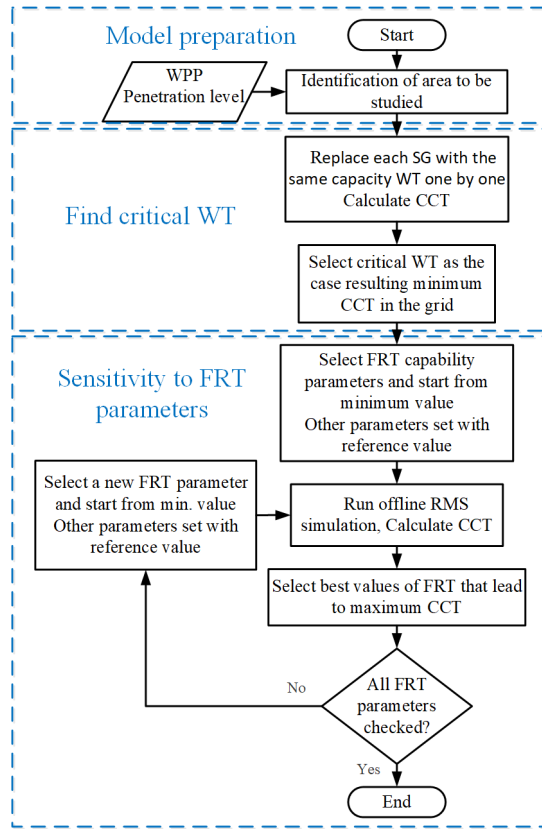 Model preparation
Start
WPP
Penetration level
Identification of area to be
studied
Find critical WT
Replace each SG with the
same capacity WT one by one
Calculate CCT
Select critical WT as the
case resulting minimum
CCT in the grid
Sensitivity to FRT
parameters
Select FRT capability
parameters and start from
minimum value
Other parameters set with
reference value
Select a new FRT parameter
and start from min. value
Other parameters set with
reference value
Run offline RMS
simulation, Calculate CCT
Select best values of FRT that lead
to maximum CCT
All FRT
parameters
checked?
No
Yes
End